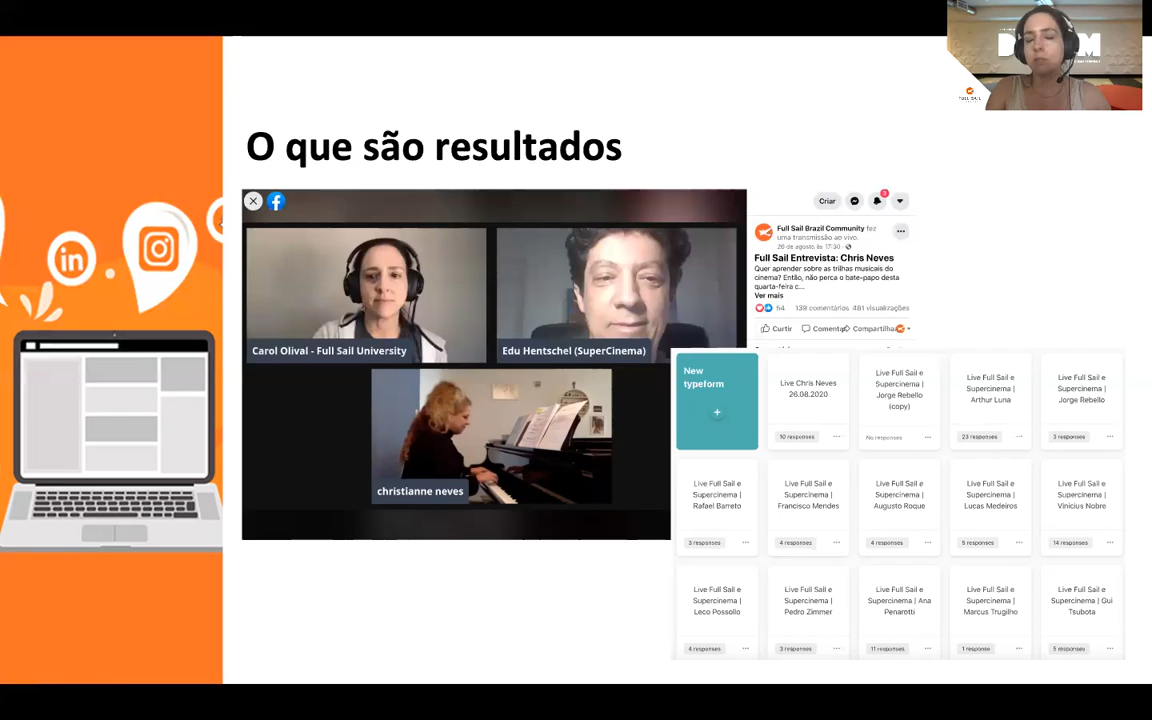 FULL SAIL
O que são resultados
Criar
Full Sail Brazil Community fez
uma transmissão ao vivo.
26 de agosto às 17:30 ·
Full Sail Entrevista: Chris Neves
Quer aprender sobre as trilhas musicais do
cinema? Então, não perca o bate-papo desta
quarta-feira c...
Ver mais
54 139 comentários 481 visualizações
Curtir Comentar Compartilhar
Carol Olival - Full Sail University
Edu Hentschel (SuperCinema)
christianne neves
in
New
typeform
+
Live Chris Neves
26.08.2020
10 responses
Live Full Sail e
Supercinema |
Jorge Rebello
(copy)
No responses
Live Full Sail e
Supercinema |
Arthur Luna
23 responses
Live Full Sail e
Supercinema |
Jorge Rebello
3 responses
Live Full Sail e
Supercinema |
Rafael Barreto
3 responses
Live Full Sail e
Supercinema |
Francisco Mendes
4 responses
Live Full Sail e
Supercinema |
Augusto Roque
4 responses
Live Full Sail e
Supercinema |
Lucas Medeiros
5 responses
Live Full Sail e
Supercinema |
Vinicius Nobre
14 responses
Live Full Sail e
Supercinema |
Leco Possollo
4 responses
Live Full Sail e
Supercinema |
Pedro Zimmer
3 responses
Live Full Sail e
Supercinema | Ana
Penarotti
11 responses
Live Full Sail e
Supercinema |
Marcus Trugilho
1 response
Live Full Sail e
Supercinema | Gui
Tsubota
5 responses